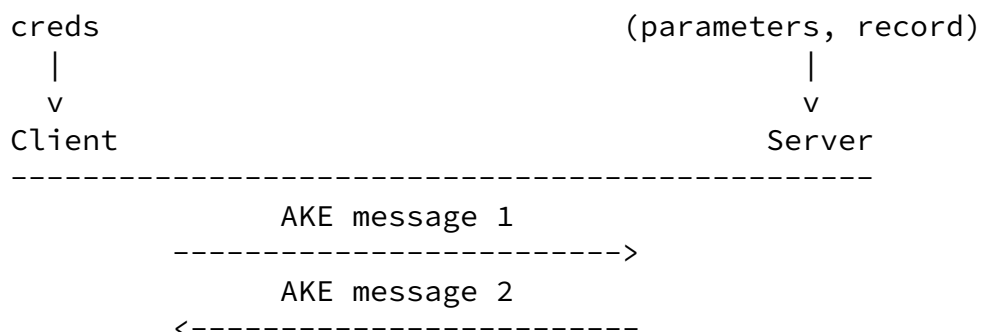 creds                             (parameters, record)
  |                                         |
  v                                         v
Client                                    Server
------------------------------------------------
               AKE message 1
         ------------------------->
               AKE message 2
         <-------------------------